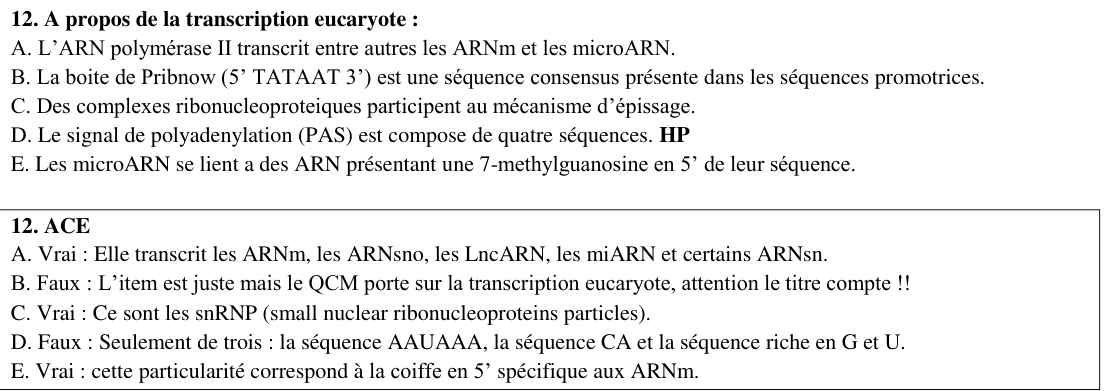 12. A propos de la transcription eucaryote :
A. L'ARN polymérase II transcrit entre autres les ARNm et les microARN.
B. La boite de Pribnow (5' TATAAT 3') est une séquence consensus présente dans les séquences promotrices.
C. Des complexes ribonucleoproteiques participent au mécanisme d'épissage.
D. Le signal de polyadenylation (PAS) est compose de quatre séquences. HP
E. Les microARN se lient a des ARN présentant une 7-methylguanosine en 5' de leur séquence.
12. ACE
A. Vrai : Elle transcrit les ARNm, les ARNsno, les LncARN, les miARN et certains ARNsn.
B. Faux : L'item est juste mais le QCM porte sur la transcription eucaryote, attention le titre compte !!
C. Vrai : Ce sont les snRNP (small nuclear ribonucleoproteins particles).
D. Faux : Seulement de trois : la séquence AAUAAA, la séquence CA et la séquence riche en G et U.
E. Vrai : cette particularité correspond à la coiffe en 5' spécifique aux ARNm.